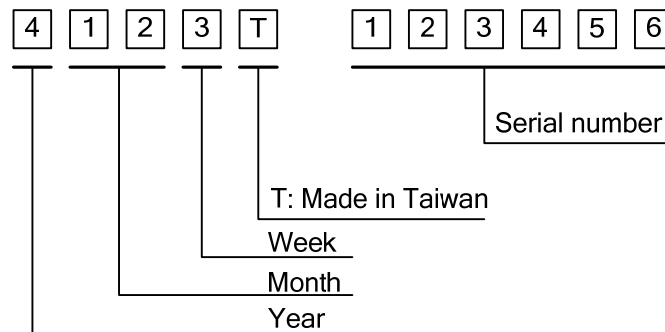 4 1 2 3 T 1 2 3 4 5 6
Serial number
T: Made in Taiwan
Week
Month
Year